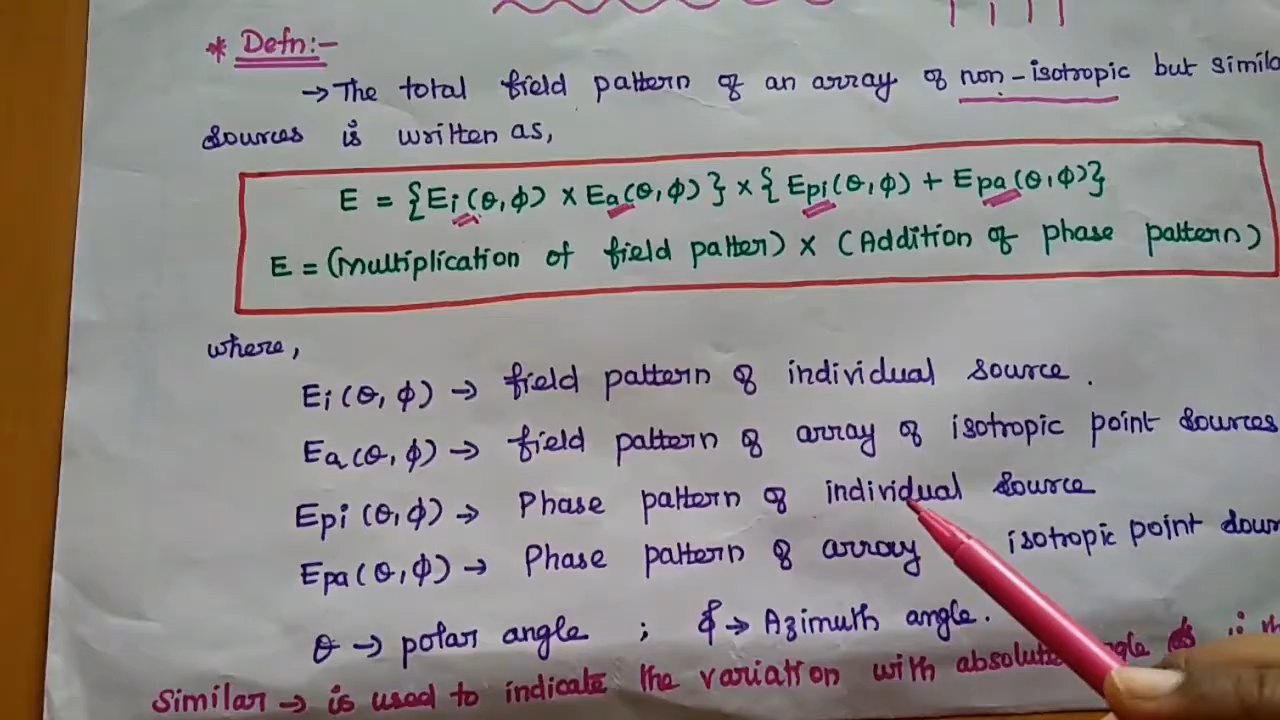 * Defn:-
→ The total field pattern of an array of non-isotropic but simila
sources is written as,
E = {Ei(θ,ϕ) × Ea(θ,ϕ)} × {Epi(θ,ϕ) + Epa(θ,ϕ)}
E = (Multiplication of field patter) × (Addition of phase pattern)
where,
Ei(θ,ϕ) → field pattern of individual source.
Ea(θ,ϕ) → field pattern of array of isotropic point sources
Epi(θ,ϕ) → Phase pattern of individual source
Epa(θ,ϕ) → Phase pattern of array isotropic point
θ → polar angle ; ϕ → Azimuth angle.
Similar → is used to indicate the variation with absolute